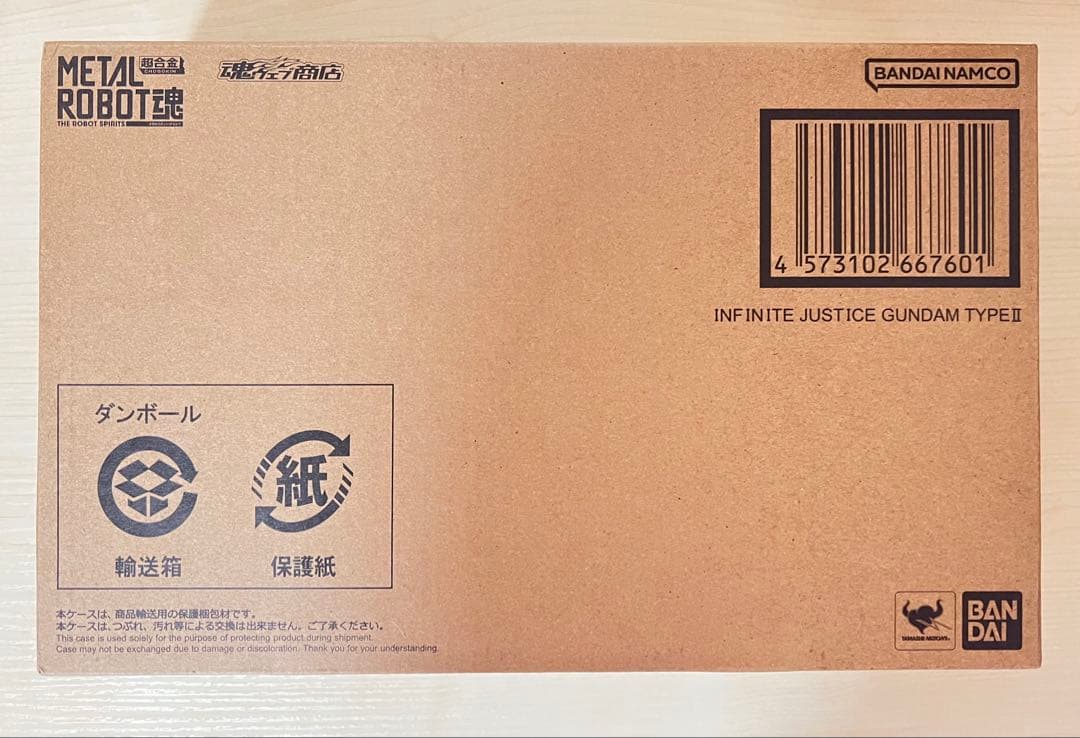 METAL 超合金
CHOGOKIN
ROBOT魂
THE ROBOT SPIRITS
魂ウェブ商店
BANDAI NAMCO
4 573102 667601
INFINITE JUSTICE GUNDAM TYPEⅡ
ダンボール
紙
輸送箱 保護紙
本ケースは、商品輸送用の保護梱包材です。
本ケースは、つぶれ、汚れ等による交換は出来ません。ご了承ください。
This case is used solely for the purpose of protecting product during shipment.
Case may not be exchanged due to damage or discoloration. Thank you for your understanding.
TAMASHII NATIONS
BAN
DAI